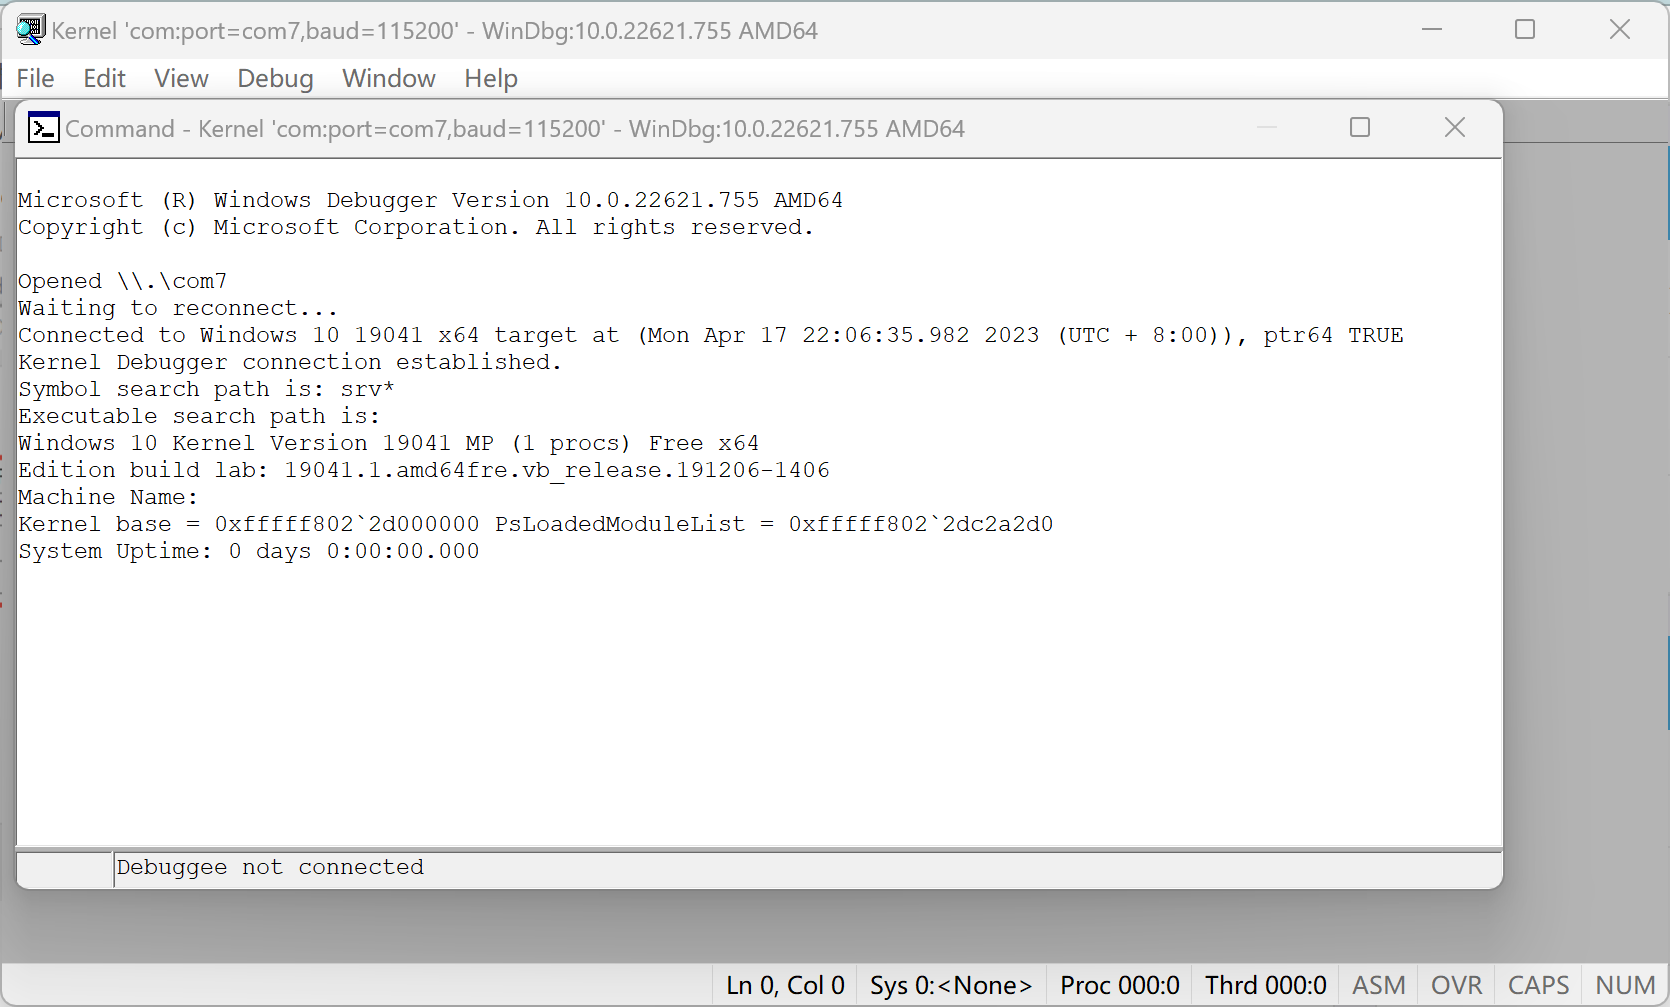 Kernel 'com:port=com7,baud=115200' - WinDbg:10.0.22621.755 AMD64
File Edit View Debug Window Help
Command - Kernel 'com:port=com7,baud=115200' - WinDbg:10.0.22621.755 AMD64
Microsoft (R) Windows Debugger Version 10.0.22621.755 AMD64
Copyright (c) Microsoft Corporation. All rights reserved.
Opened \\.\com7
Waiting to reconnect...
Connected to Windows 10 19041 x64 target at (Mon Apr 17 22:06:35.982 2023 (UTC + 8:00)), ptr64 TRUE
Kernel Debugger connection established.
Symbol search path is: srv*
Executable search path is:
Windows 10 Kernel Version 19041 MP (1 procs) Free x64
Edition build lab: 19041.1.amd64fre.vb_release.191206-1406
Machine Name:
Kernel base = 0xfffff802`2d000000 PsLoadedModuleList = 0xfffff802`2dc2a2d0
System Uptime: 0 days 0:00:00.000
Debuggee not connected
Ln 0, Col 0 Sys 0:<None> Proc 000:0 Thrd 000:0 ASM OVR CAPS NUM